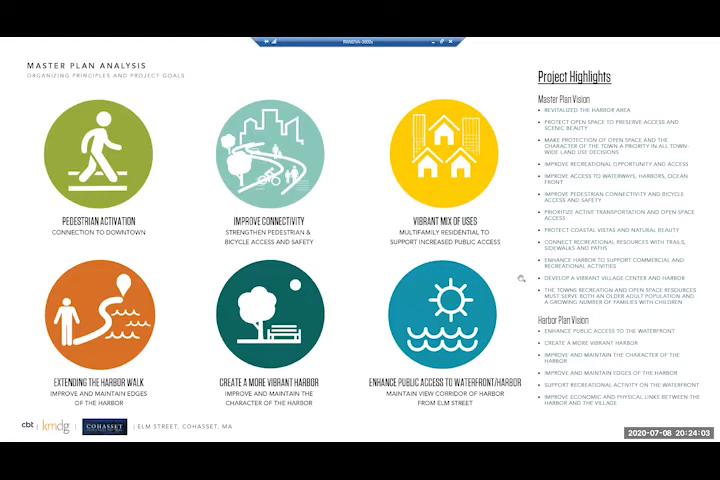 RMNOVA-3000s
MASTER PLAN ANALYSIS
ORGANIZING PRINCIPLES AND PROJECT GOALS
PEDESTRIAN ACTIVATION
CONNECTION TO DOWNTOWN
IMPROVE CONNECTIVITY
STRENGTHEN PEDESTRIAN &
BICYCLE ACCESS AND SAFETY
VIBRANT MIX OF USES
MULTIFAMILY RESIDENTIAL TO
SUPPORT INCREASED PUBLIC ACCESS
EXTENDING THE HARBOR WALK
IMPROVE AND MAINTAIN EDGES
OF THE HARBOR
CREATE A MORE VIBRANT HARBOR
IMPROVE AND MAINTAIN THE
CHARACTER OF THE HARBOR
ENHANCE PUBLIC ACCESS TO WATERFRONT/HARBOR
MAINTAIN VIEW CORRIDOR OF HARBOR
FROM ELM STREET
Project Highlights
Master Plan Vision
• REVITALIZED THE HARBOR AREA
• PROTECT OPEN SPACE TO PRESERVE ACCESS AND
SCENIC BEAUTY
• MAKE PROTECTION OF OPEN SPACE AND THE
CHARACTER OF THE TOWN A PRIORITY IN ALL TOWN-
WIDE LAND USE DECISIONS
• IMPROVE RECREATIONAL OPPORTUNITY AND ACCESS
• IMPROVE ACCESS TO WATERWAYS, HARBORS, OCEAN
FRONT
• IMPROVE PEDESTRIAN CONNECTIVITY AND BICYCLE
ACCESS AND SAFETY
• PRIORITIZE ACTIVE TRANSPORTATION AND OPEN SPACE
ACCESS
• PROTECT COASTAL VISTAS AND NATURAL BEAUTY
• CONNECT RECREATIONAL RESOURCES WITH TRAILS,
SIDEWALKS AND PATHS
• ENHANCE HARBOR TO SUPPORT COMMERCIAL AND
RECREATIONAL ACTIVITIES
• DEVELOP A VIBRANT VILLAGE CENTER AND HARBOR
• THE TOWNS RECREATION AND OPEN SPACE RESOURCES
MUST SERVE BOTH AN OLDER ADULT POPULATION AND
A GROWING NUMBER OF FAMILIES WITH CHILDREN
Harbor Plan Vision
• ENHANCE PUBLIC ACCESS TO THE WATERFRONT
• CREATE A MORE VIBRANT HARBOR
• IMPROVE AND MAINTAIN THE CHARACTER OF THE
HARBOR
• IMPROVE AND MAINTAIN EDGES OF THE HARBOR
• SUPPORT RECREATIONAL ACTIVITY ON THE WATERFRONT
• IMPROVE ECONOMIC AND PHYSICAL LINKS BETWEEN THE
HARBOR AND THE VILLAGE
cbt | kmdg | COHASSET | ELM STREET, COHASSET, MA
2020-07-08 20:24:03